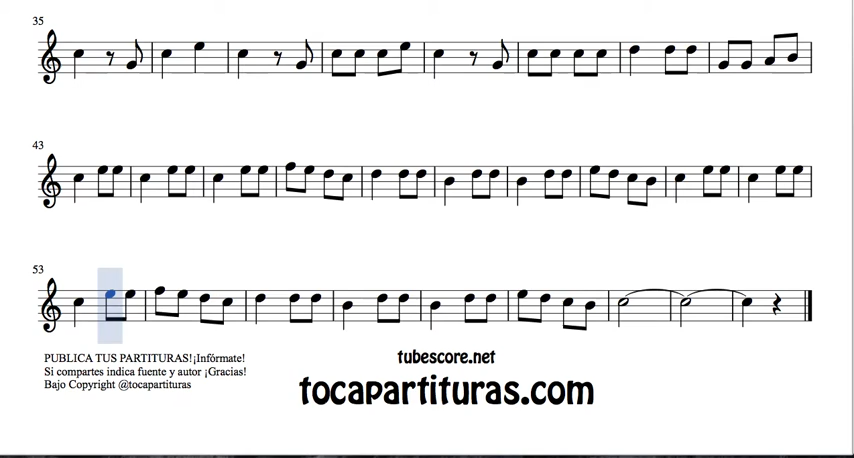 35
43
53
PUBLICA TUS PARTITURAS!¡Infórmate!
Si compartes indica fuente y autor ¡Gracias!
Bajo Copyright @tocapartituras
tubescore.net
tocapartituras.com